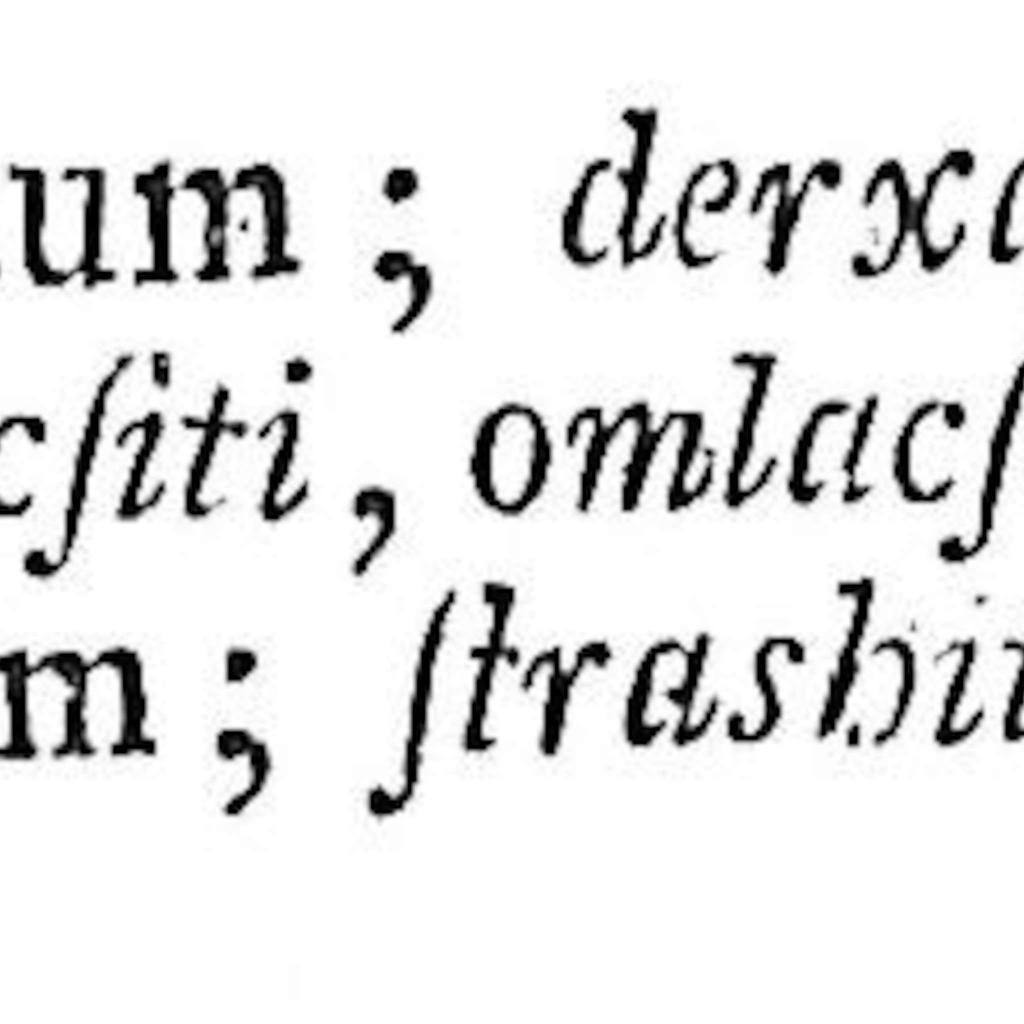 um ; derxa
cſiti , omlacſ
m ; ſtrashi